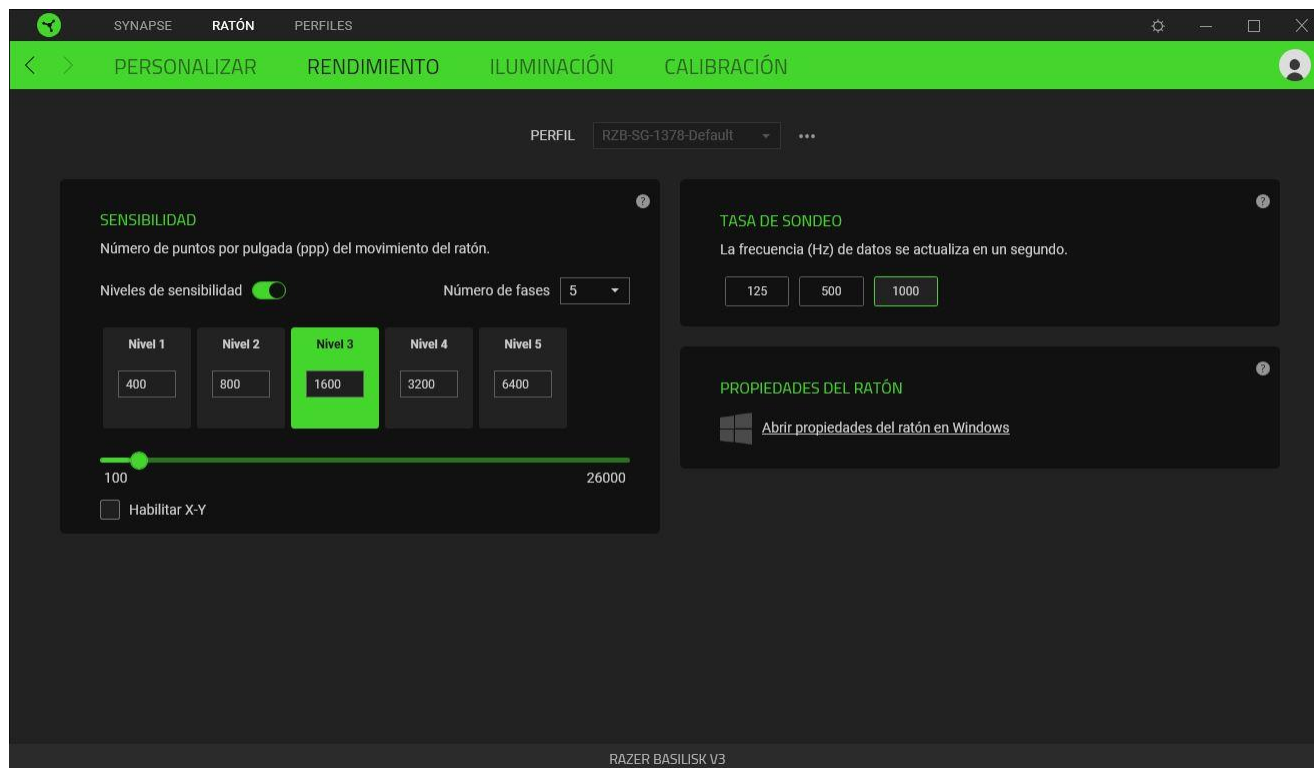 SYNAPSE RATÓN PERFILES
PERSONALIZAR RENDIMIENTO ILUMINACIÓN CALIBRACIÓN
PERFIL RZB-SG-1378-Default
SENSIBILIDAD
Número de puntos por pulgada (ppp) del movimiento del ratón.
Niveles de sensibilidad Número de fases 5
Nivel 1 Nivel 2 Nivel 3 Nivel 4 Nivel 5
400 800 1600 3200 6400
100 26000
Habilitar X-Y
TASA DE SONDEO
La frecuencia (Hz) de datos se actualiza en un segundo.
125 500 1000
PROPIEDADES DEL RATÓN
Abrir propiedades del ratón en Windows
RAZER BASILISK V3